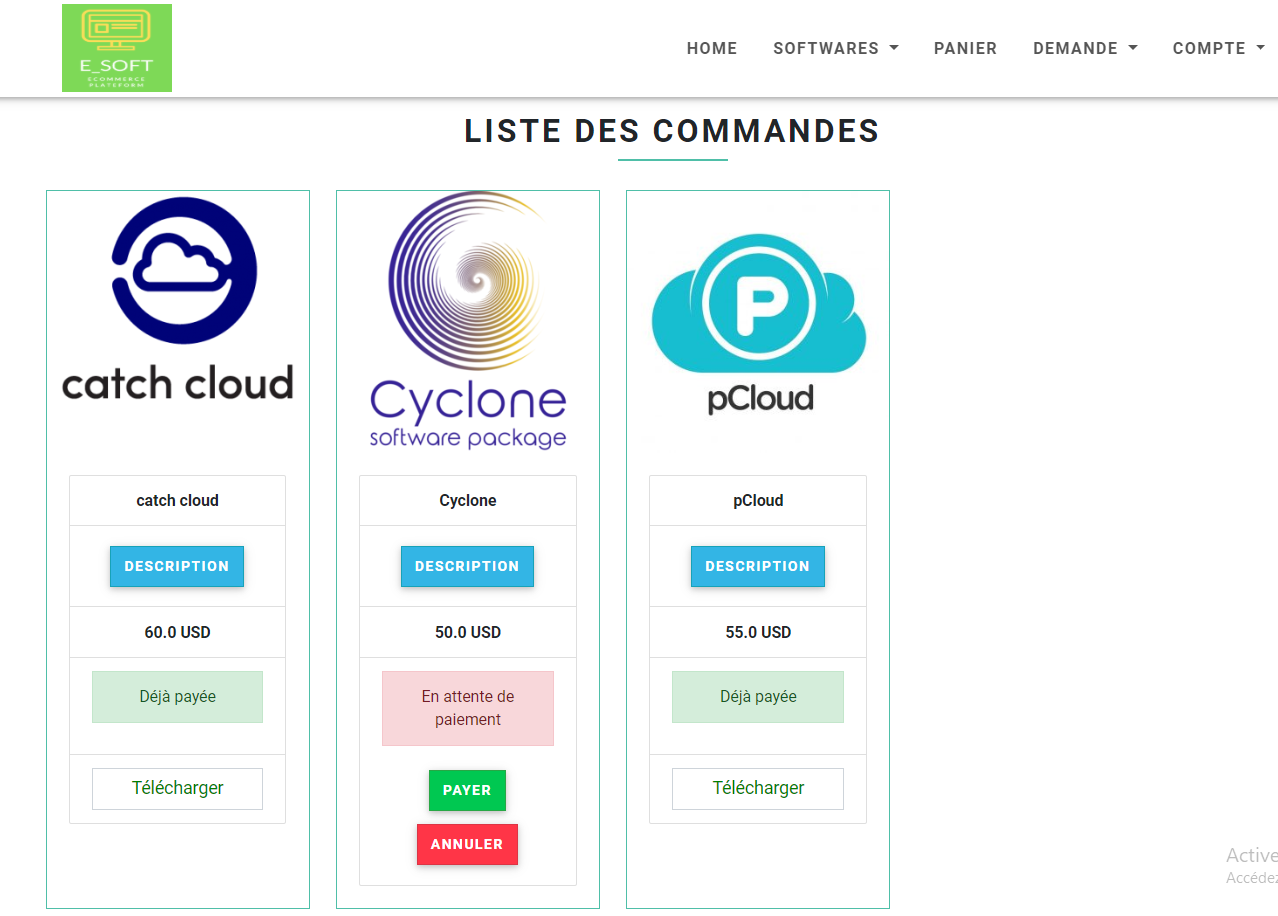 E_SOFT
ECOMMERCE
PLATEFORM
HOME
SOFTWARES
PANIER
DEMANDE
COMPTE
LISTE DES COMMANDES
catch cloud
catch cloud
DESCRIPTION
60.0 USD
Déjà payée
Télécharger
Cyclone
software package
Cyclone
DESCRIPTION
50.0 USD
En attente de
paiement
PAYER
ANNULER
P
pCloud
pCloud
DESCRIPTION
55.0 USD
Déjà payée
Télécharger
Active
Accédez